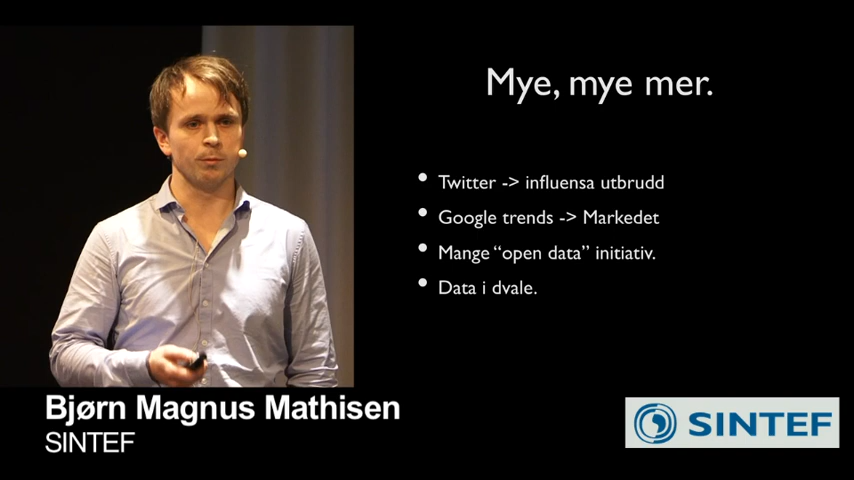 Mye, mye mer.
• Twitter -> influensa utbrudd
• Google trends -> Markedet
• Mange “open data” initiativ.
• Data i dvale.
Bjørn Magnus Mathisen
SINTEF
SINTEF